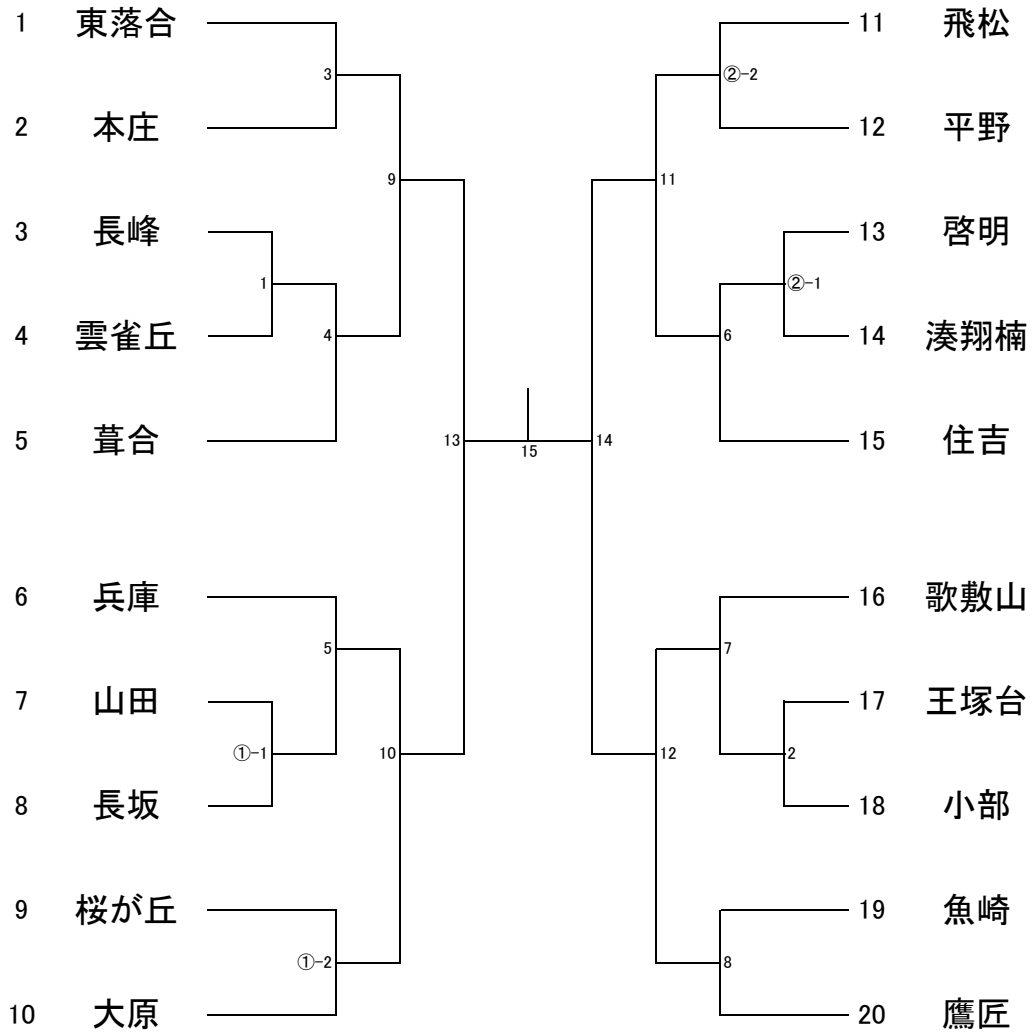 1 東落合
3
2 本庄
9
3 長峰
1
4 雲雀丘
4
5 葺合
13
6 兵庫
5
7 山田
①-1
10
8 長坂
9 桜が丘
①-2
10 大原
15
11 飛松
②-2
12 平野
11
13 啓明
②-1
14 湊翔楠
6
15 住吉
14
16 歌敷山
7
17 王塚台
2
12
18 小部
19 魚崎
8
20 鷹匠